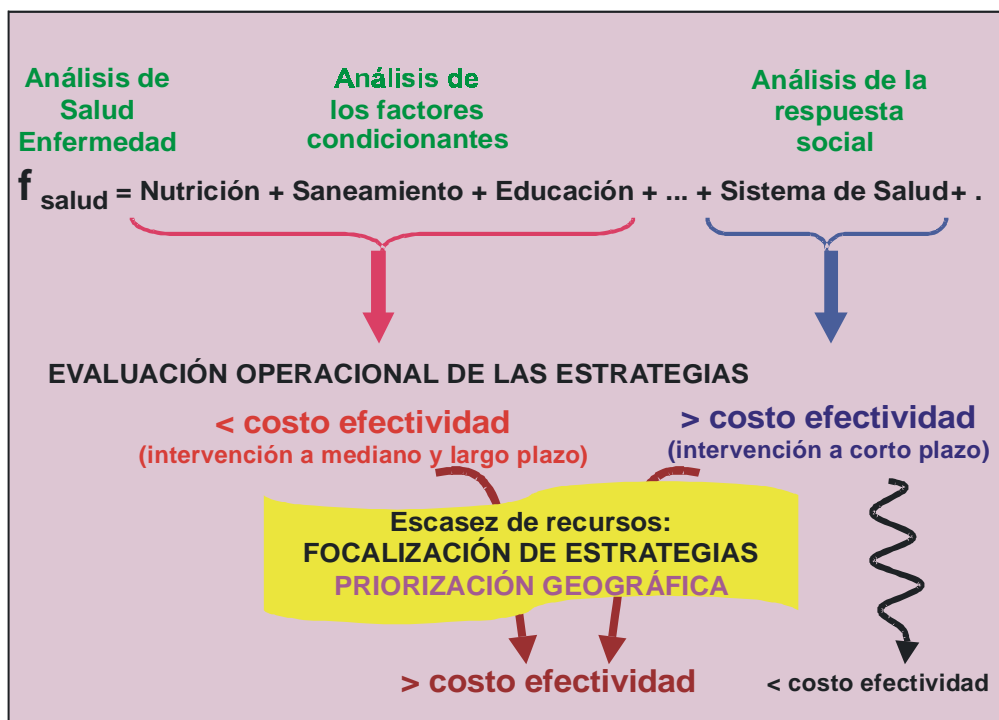 Análisis de
Salud
Enfermedad
Análisis de
los factores
condicionantes
Análisis de la
respuesta
social
f salud = Nutrición + Saneamiento + Educación + ... + Sistema de Salud+ .
EVALUACIÓN OPERACIONAL DE LAS ESTRATEGIAS
< costo efectividad
(intervención a mediano y largo plazo)
> costo efectividad
(intervención a corto plazo)
Escasez de recursos:
FOCALIZACIÓN DE ESTRATEGIAS
PRIORIZACIÓN GEOGRÁFICA
> costo efectividad
< costo efectividad